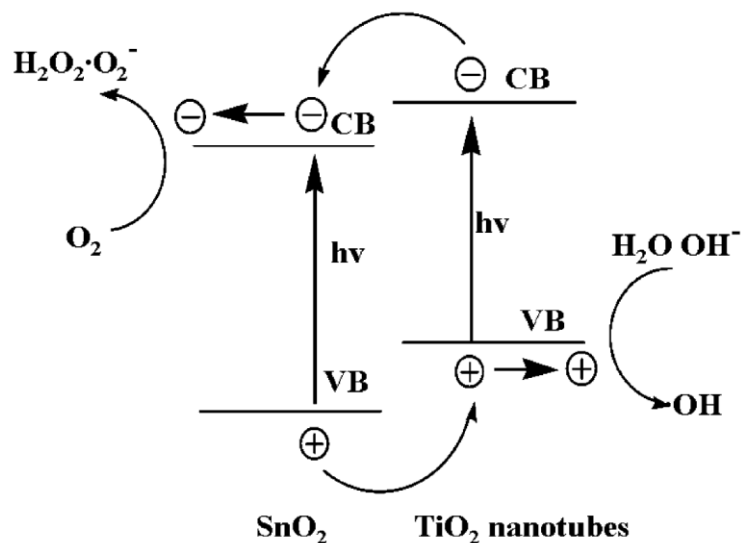 H₂O₂·O₂⁻
CB
CB
O₂
hv
hv
H₂O OH⁻
VB
VB
·OH
SnO₂
TiO₂ nanotubes